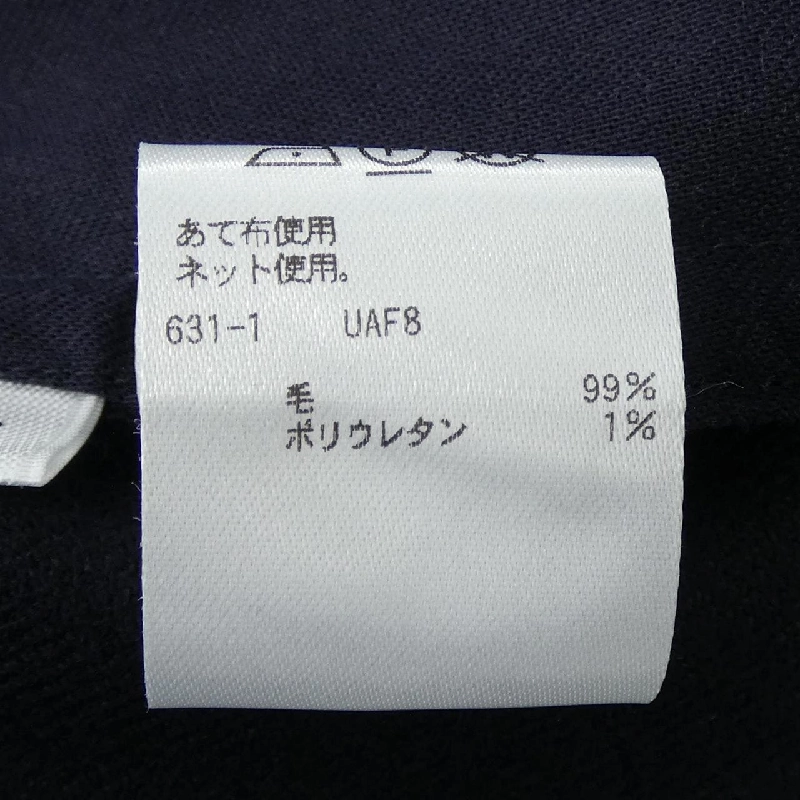 あて布使用
ネット使用。
631-1 UAF8
毛 99%
ポリウレタン 1%